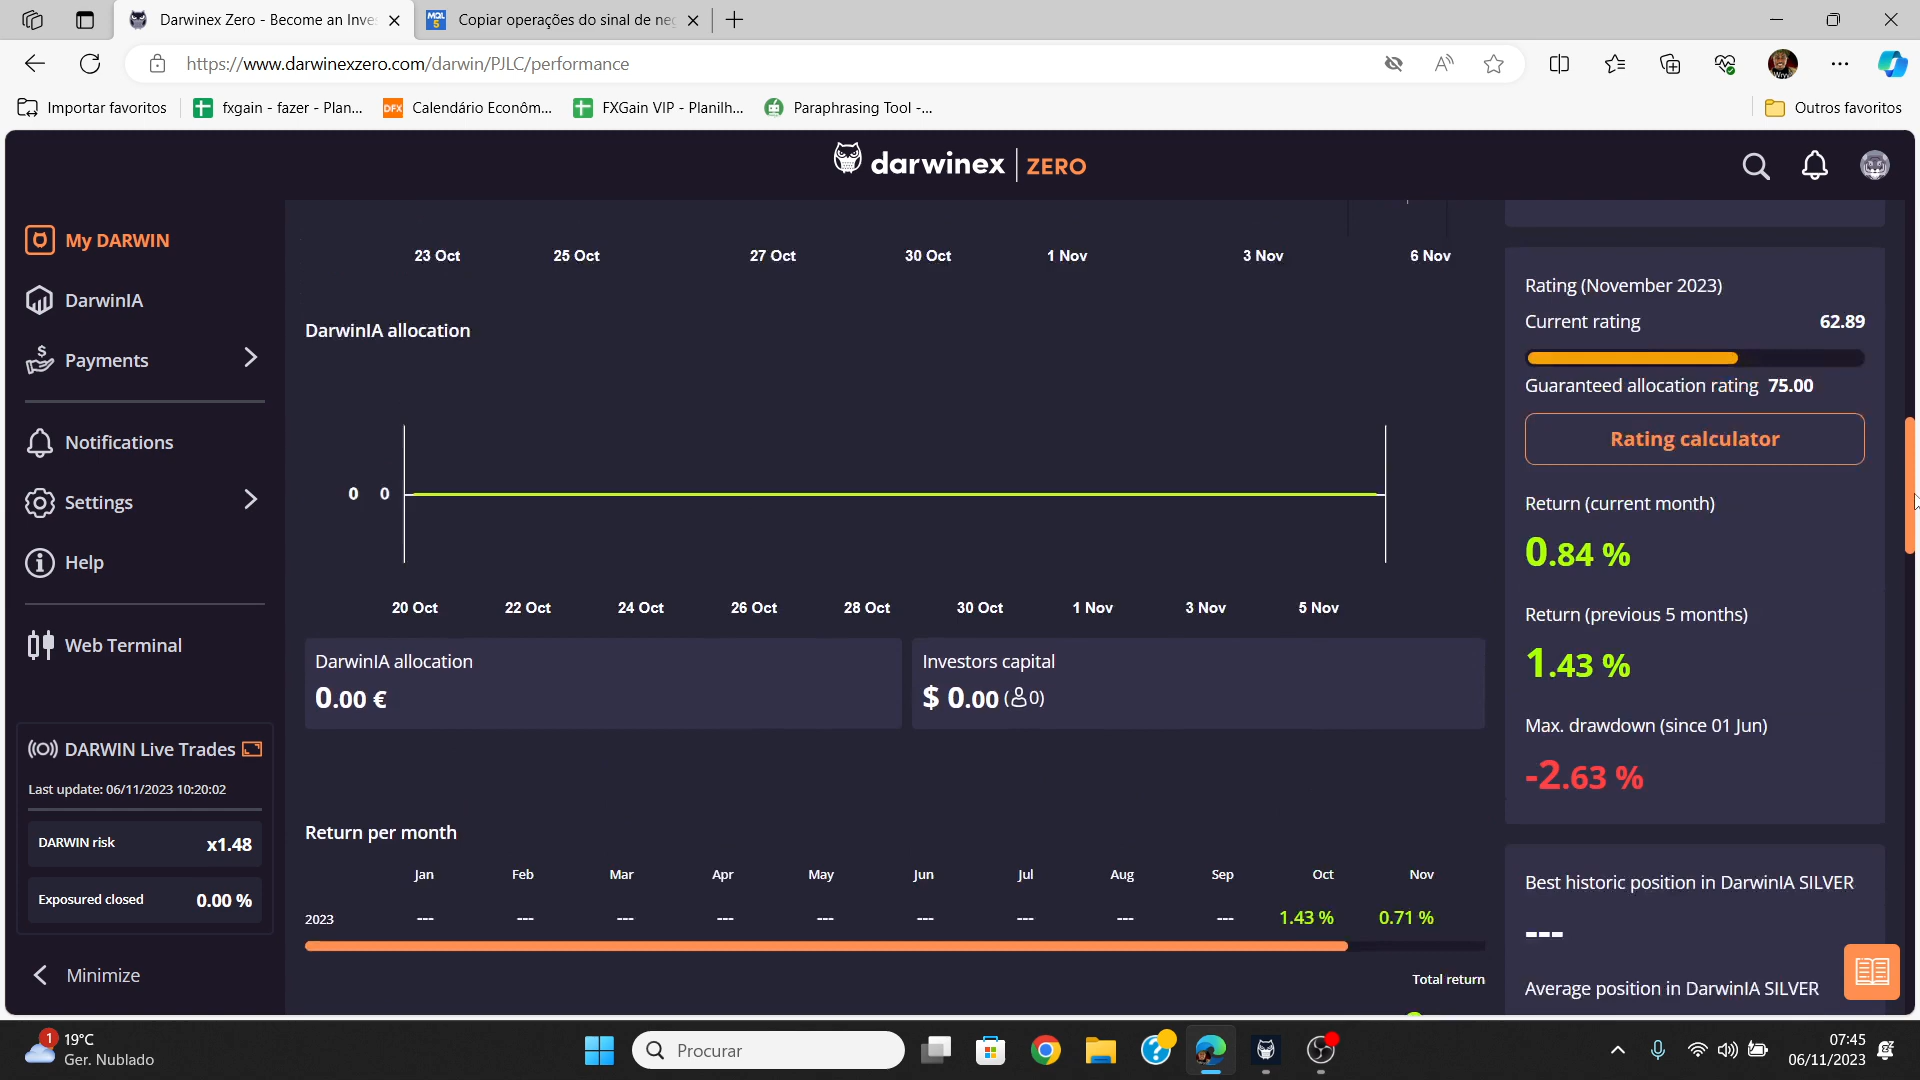 Darwinex Zero - Become an Inve
Copiar operações do sinal de neg
https://www.darwinexzero.com/darwin/PJLC/performance
Importar favoritos
fxgain - fazer - Plan...
Calendário Econôm...
FXGain VIP - Planilh...
Paraphrasing Tool -...
Outros favoritos
darwinex ZERO
My DARWIN
DarwinIA
Payments
Notifications
Settings
Help
Web Terminal
DARWIN Live Trades
Last update: 06/11/2023 10:20:02
DARWIN risk x1.48
Exposured closed 0.00 %
Minimize
23 Oct 25 Oct 27 Oct 30 Oct 1 Nov 3 Nov 6 Nov
DarwinIA allocation
0 0
20 Oct 22 Oct 24 Oct 26 Oct 28 Oct 30 Oct 1 Nov 3 Nov 5 Nov
DarwinIA allocation
0.00 €
Investors capital
$ 0.00 (0)
Return per month
Jan Feb Mar Apr May Jun Jul Aug Sep Oct Nov
2023 --- --- --- --- --- --- --- --- --- 1.43 % 0.71 %
Total return
Rating (November 2023)
Current rating 62.89
Guaranteed allocation rating 75.00
Rating calculator
Return (current month)
0.84 %
Return (previous 5 months)
1.43 %
Max. drawdown (since 01 Jun)
-2.63 %
Best historic position in DarwinIA SILVER
---
Average position in DarwinIA SILVER
1
19°C
Ger. Nublado
Procurar
07:45
06/11/2023